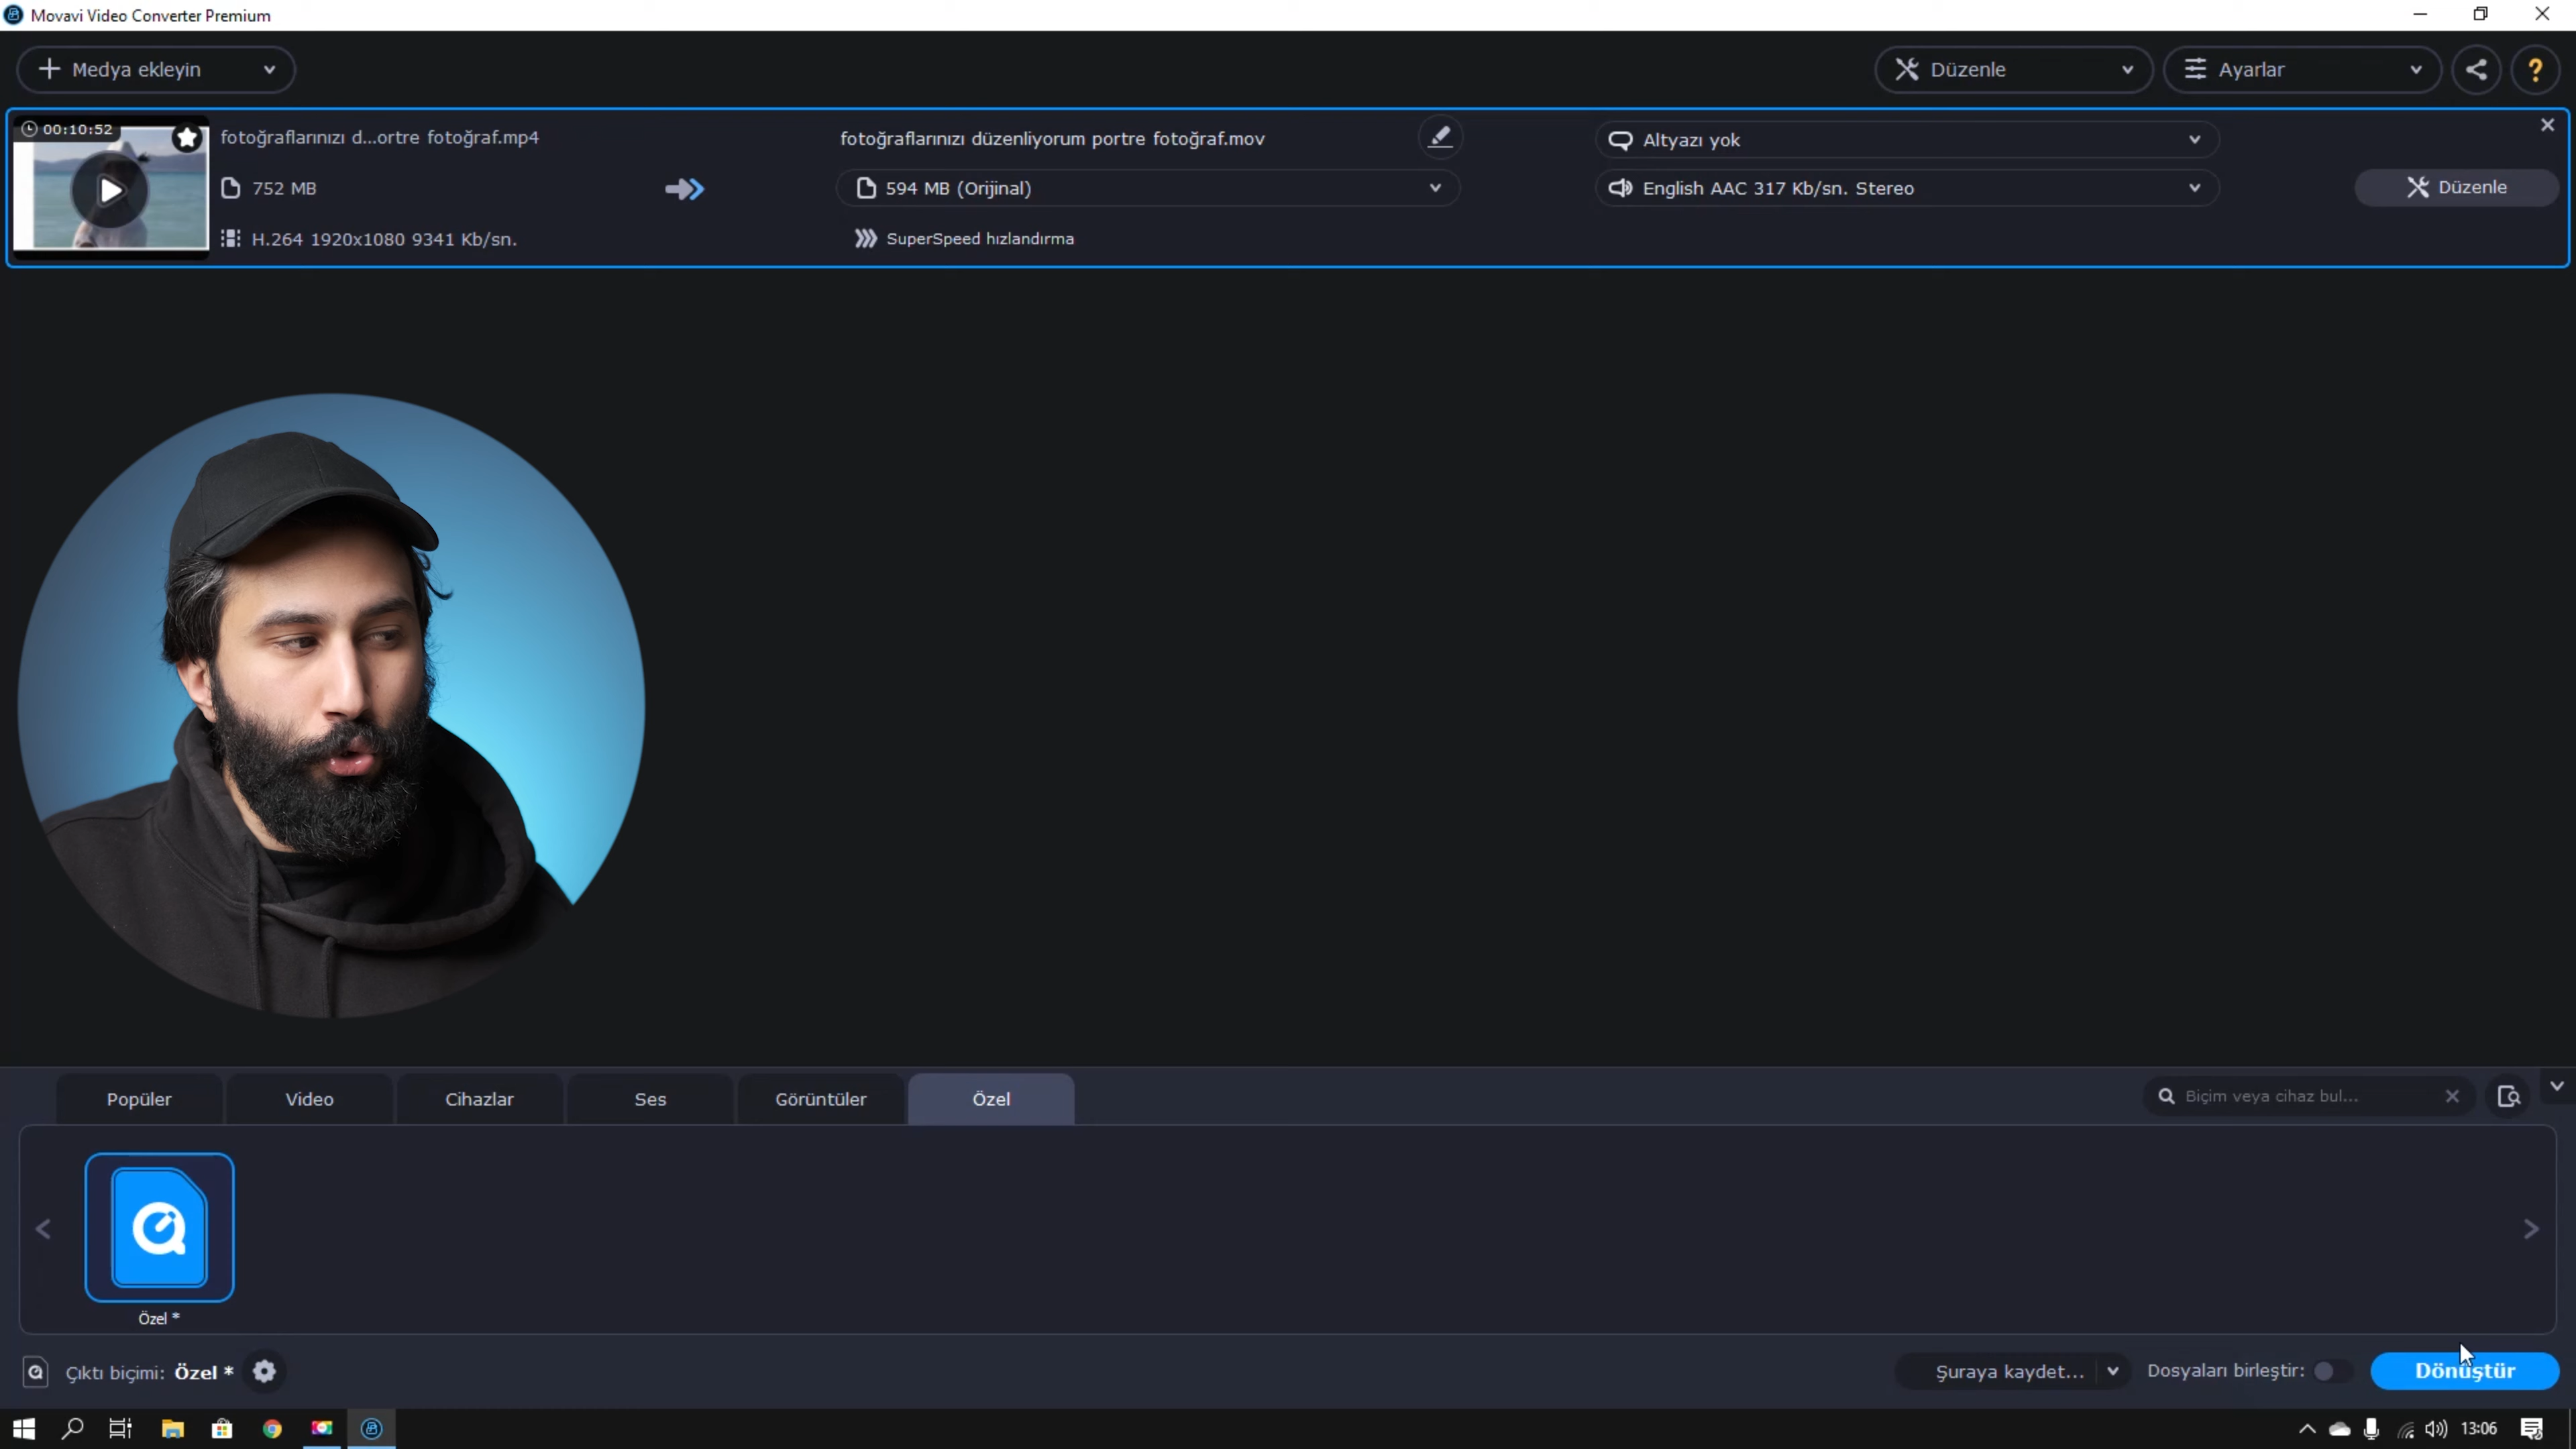 Movavi Video Converter Premium
Medya ekleyin
Düzenle
Ayarlar
?
00:10:52
fotoğraflarınızı d...ortre fotoğraf.mp4
fotoğraflarınızı düzenliyorum portre fotoğraf.mov
Altyazı yok
752 MB
594 MB (Orijinal)
English AAC 317 Kb/sn. Stereo
Düzenle
H.264 1920x1080 9341 Kb/sn.
SuperSpeed hızlandırma
Popüler
Video
Cihazlar
Ses
Görüntüler
Özel
Biçim veya cihaz bul...
Özel *
Çıktı biçimi: Özel *
Şuraya kaydet...
Dosyaları birleştir:
Dönüştür
13:06